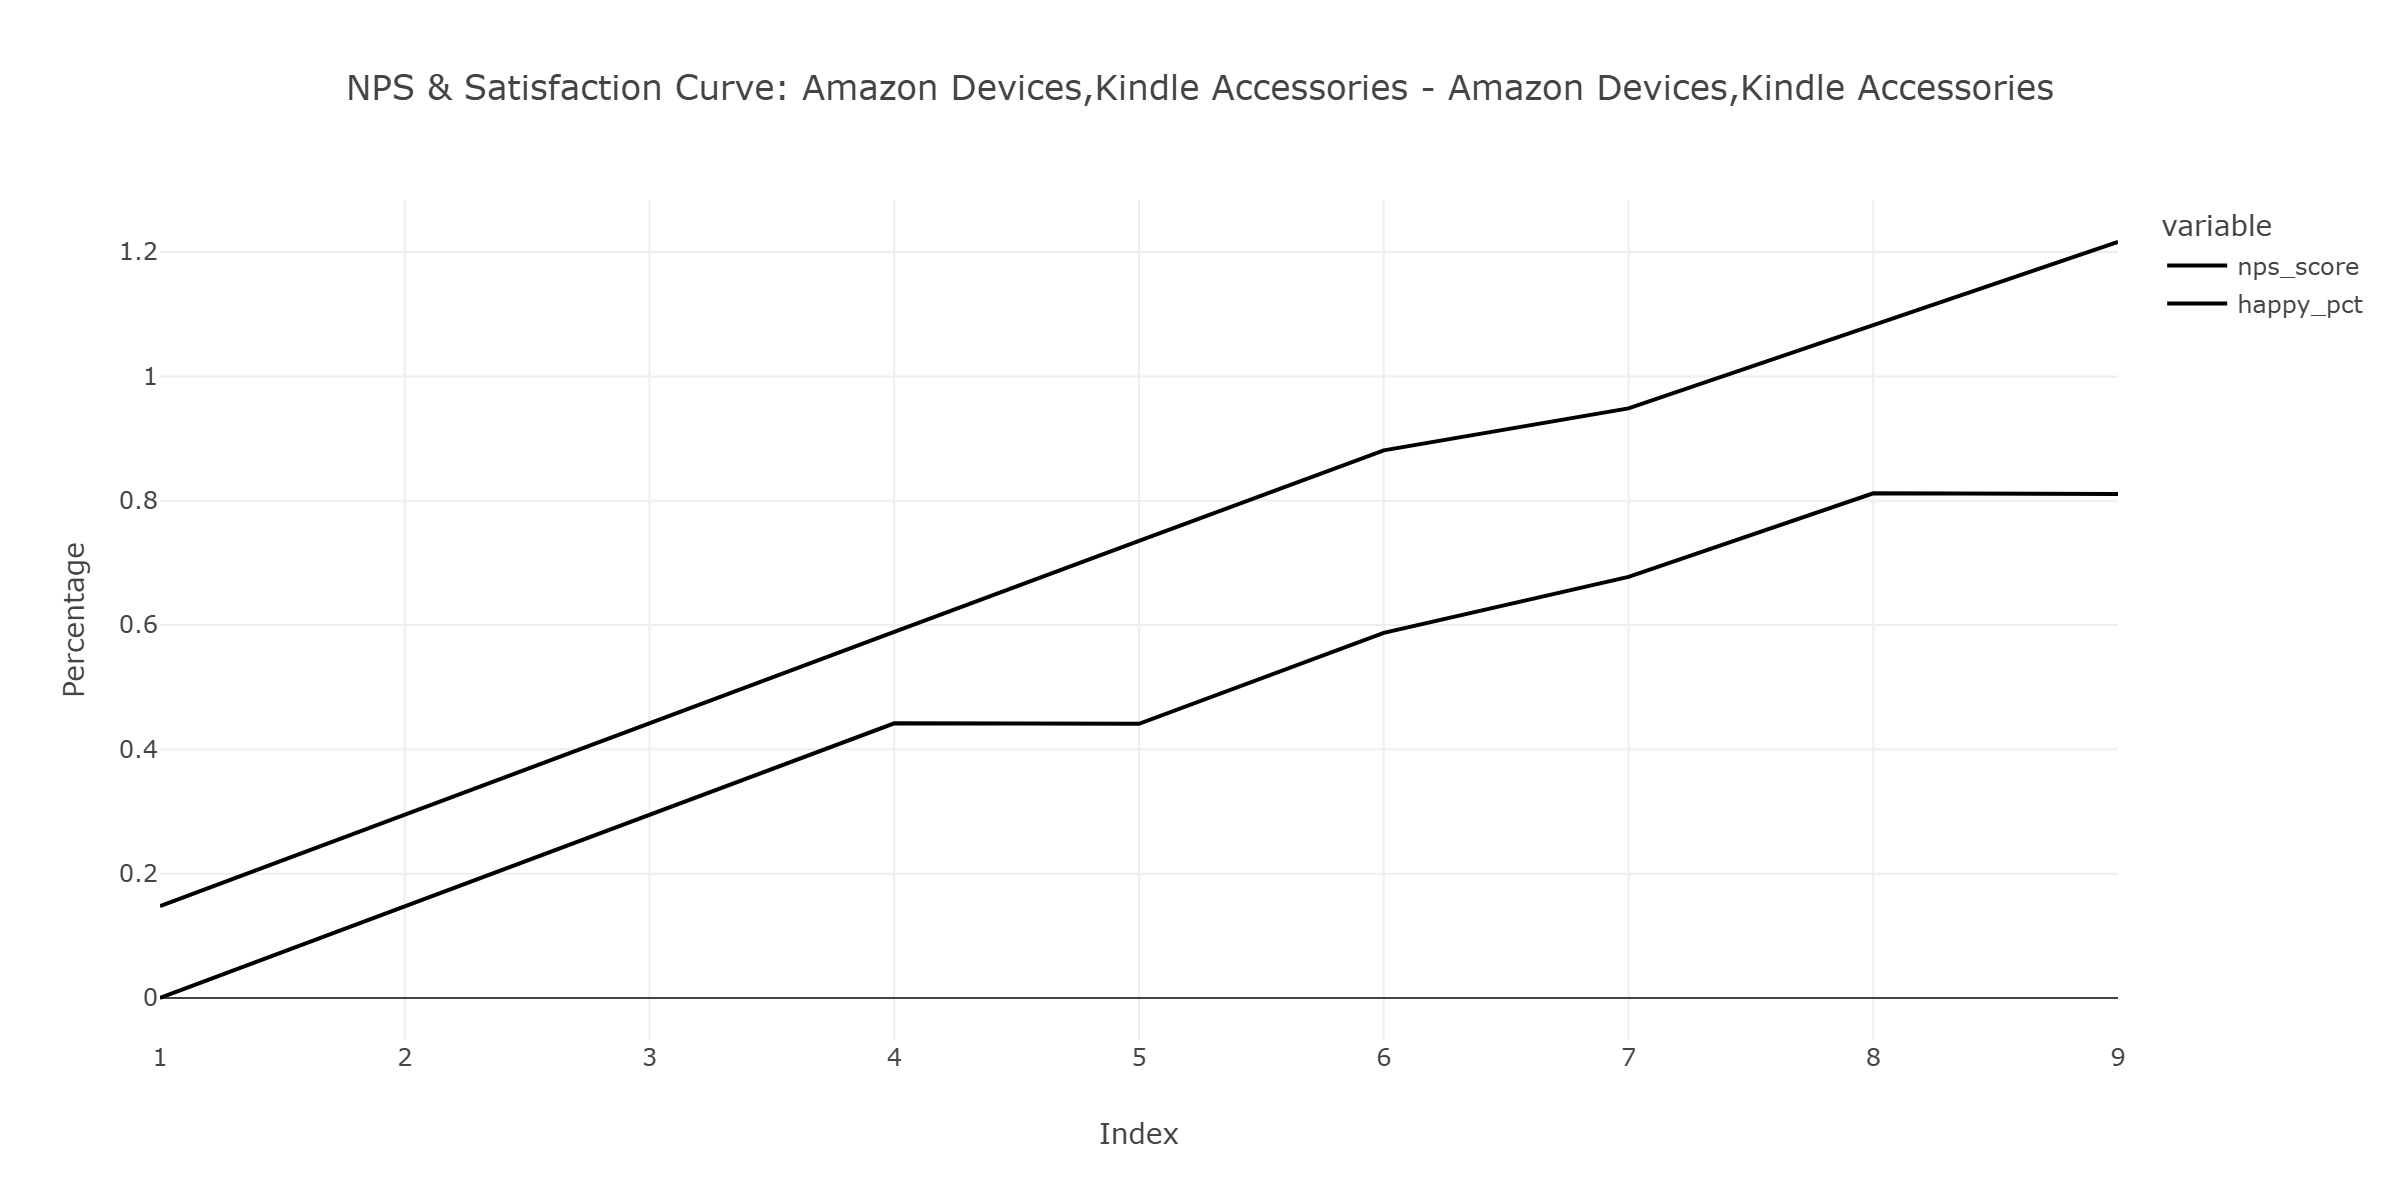 NPS & Satisfaction Curve: Amazon Devices,Kindle Accessories - Amazon Devices,Kindle Accessories
variable
nps_score
happy_pct
Percentage
1.2
1
0.8
0.6
0.4
0.2
0
1 2 3 4 5 6 7 8 9
Index